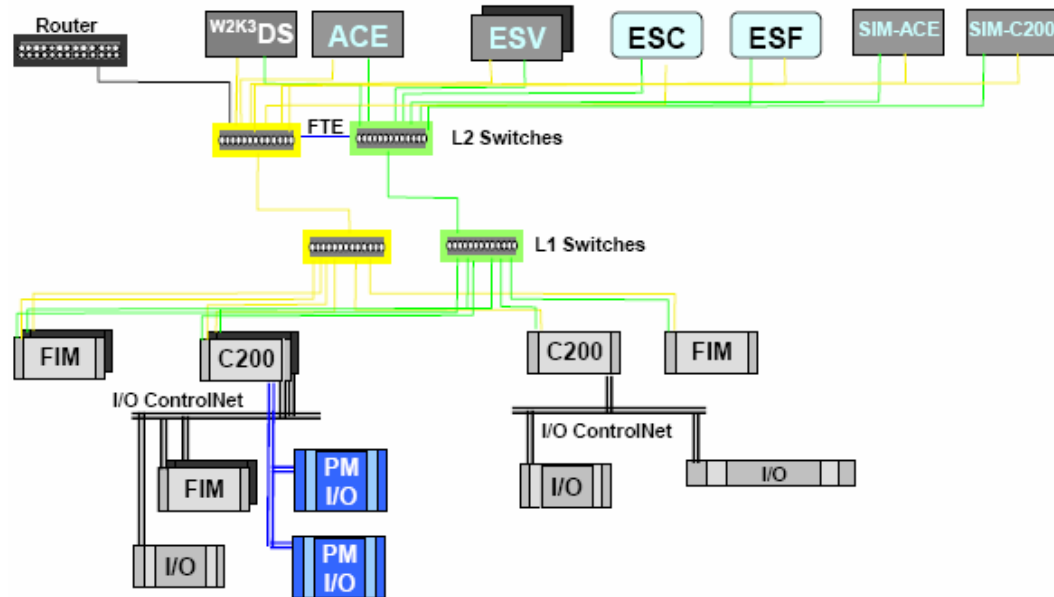 Router
W2K3DS
ACE
ESV
ESC
ESF
SIM-ACE
SIM-C200
FTE
L2 Switches
L1 Switches
FIM
C200
C200
FIM
I/O ControlNet
I/O ControlNet
FIM
PM
I/O
I/O
I/O
I/O
PM
I/O